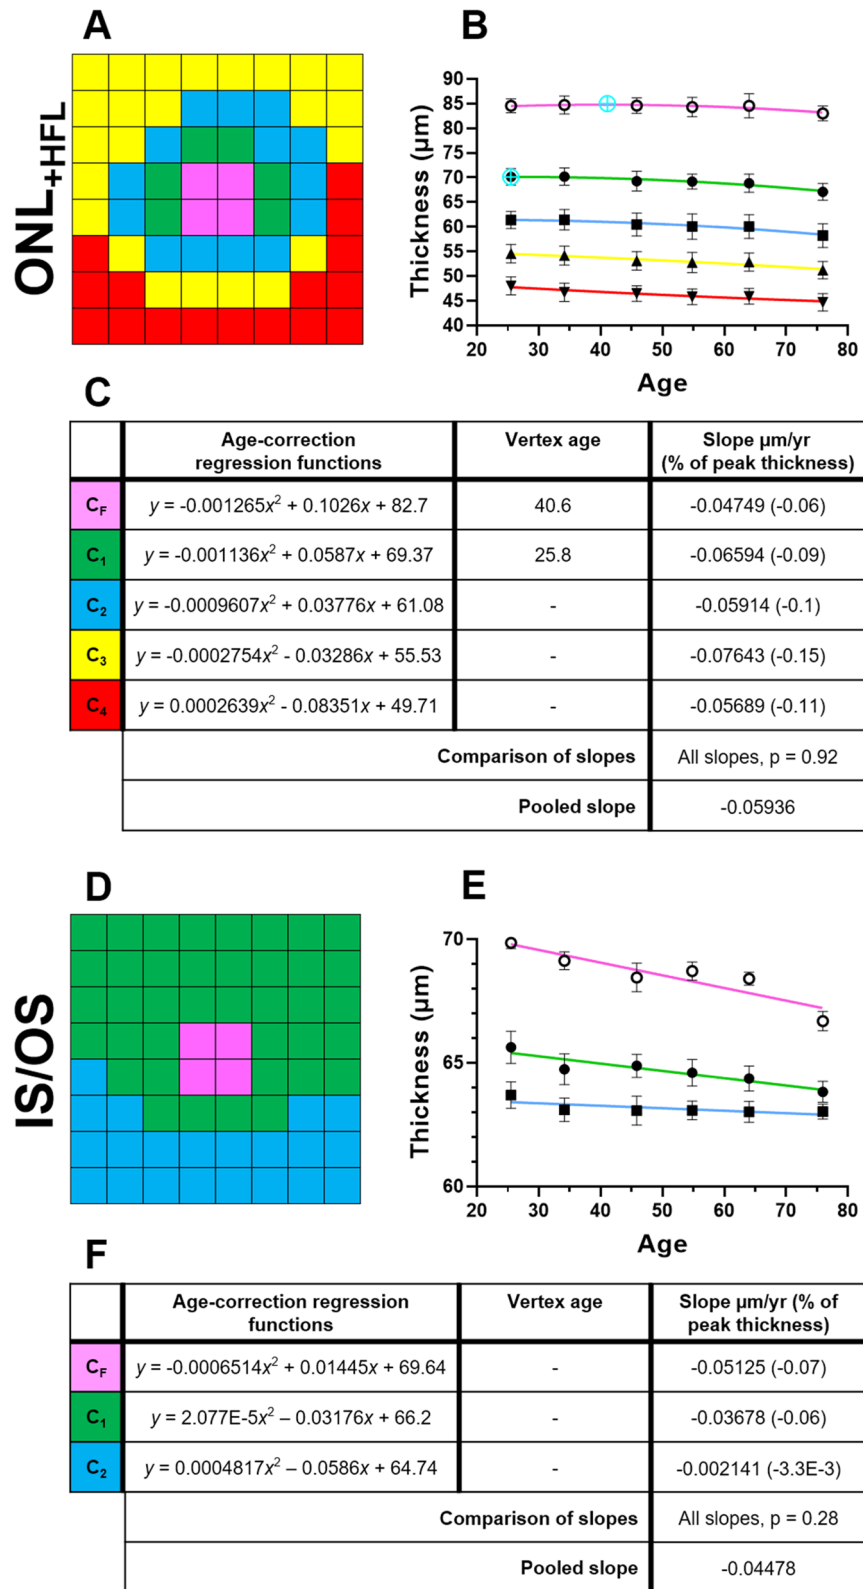 A
B
ONL+HFL
90
85
80
75
70
65
60
55
50
45
40
Thickness (µm)
20 30 40 50 60 70 80
Age
C
Age-correction
regression functions
Vertex age
Slope µm/yr
(% of peak thickness)
CF y = -0.001265x² + 0.1026x + 82.7 40.6 -0.04749 (-0.06)
C1 y = -0.001136x² + 0.0587x + 69.37 25.8 -0.06594 (-0.09)
C2 y = -0.0009607x² + 0.03776x + 61.08 - -0.05914 (-0.1)
C3 y = -0.0002754x² - 0.03286x + 55.53 - -0.07643 (-0.15)
C4 y = 0.0002639x² - 0.08351x + 49.71 - -0.05689 (-0.11)
Comparison of slopes All slopes, p = 0.92
Pooled slope -0.05936
D
E
IS/OS
70
65
60
Thickness (µm)
20 30 40 50 60 70 80
Age
F
Age-correction regression
functions
Vertex age
Slope µm/yr (% of
peak thickness)
CF y = -0.0006514x² + 0.01445x + 69.64 - -0.05125 (-0.07)
C1 y = 2.077E-5x² – 0.03176x + 66.2 - -0.03678 (-0.06)
C2 y = 0.0004817x² – 0.0586x + 64.74 - -0.002141 (-3.3E-3)
Comparison of slopes All slopes, p = 0.28
Pooled slope -0.04478